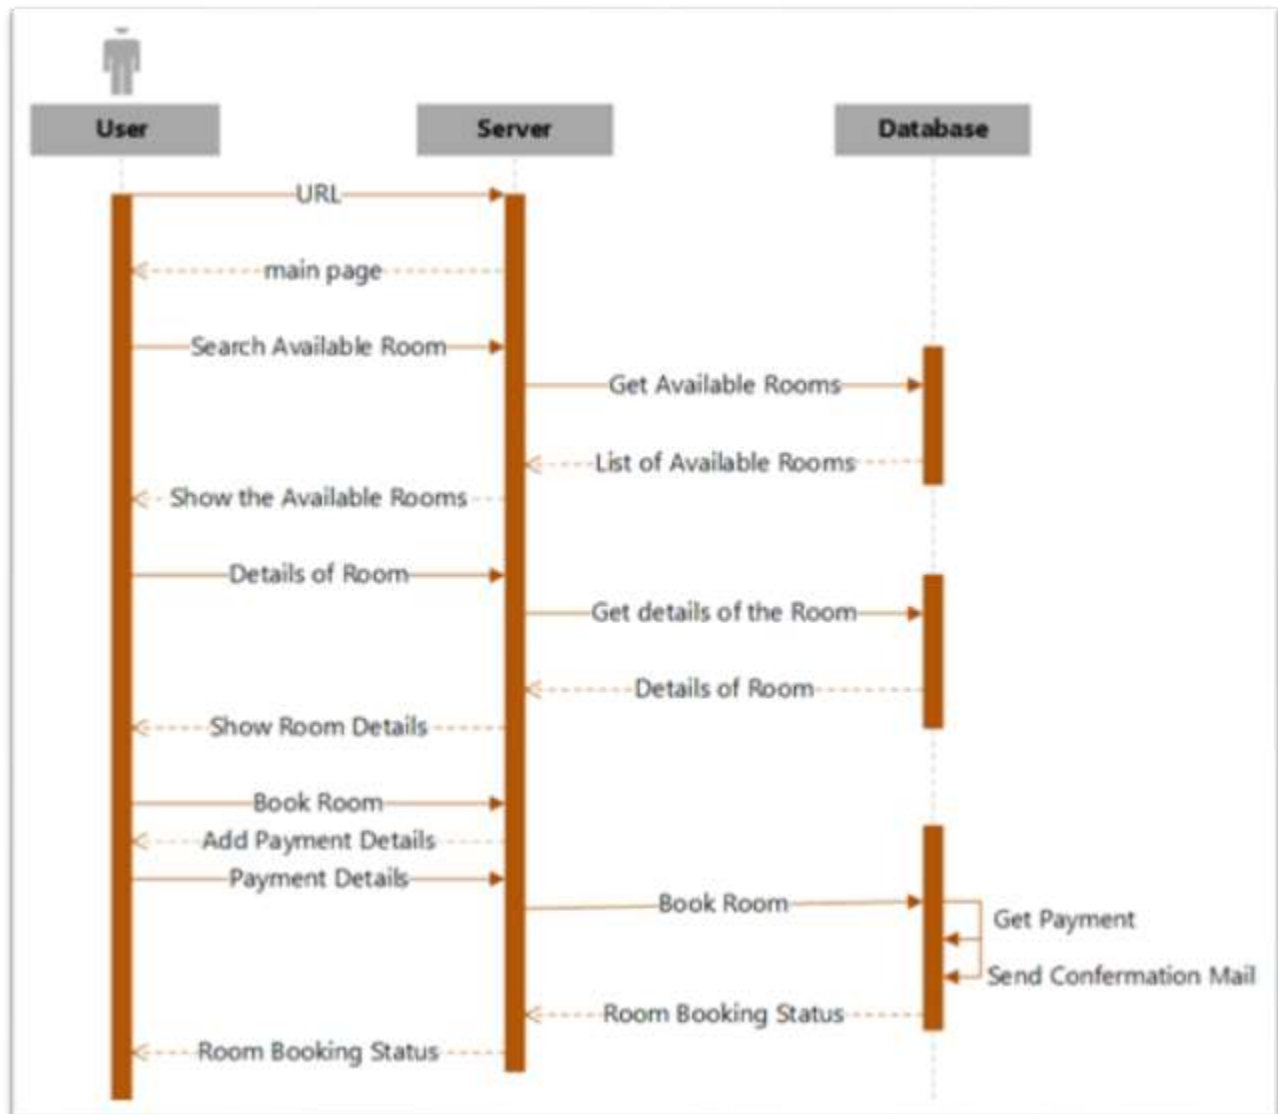 User
Server
Database
URL
main page
Search Available Room
Get Available Rooms
List of Available Rooms
Show the Available Rooms
Details of Room
Get details of the Room
Details of Room
Show Room Details
Book Room
Add Payment Details
Payment Details
Book Room
Get Payment
Send Confermation Mail
Room Booking Status
Room Booking Status